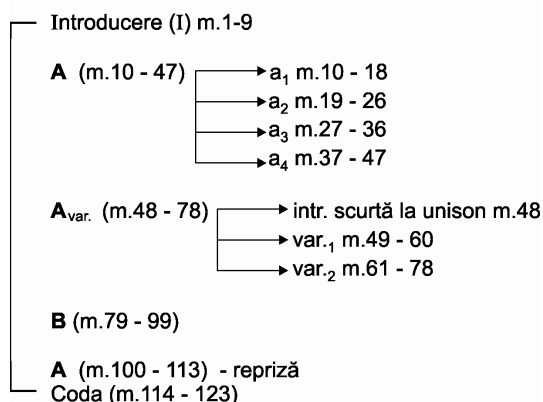 Introducere (I) m.1-9
A (m.10 - 47)
a1 m.10 - 18
a2 m.19 - 26
a3 m.27 - 36
a4 m.37 - 47
Avar. (m.48 - 78)
intr. scurtă la unison m.48
var.1 m.49 - 60
var.2 m.61 - 78
B (m.79 - 99)
A (m.100 - 113) - repriză
Coda (m.114 - 123)